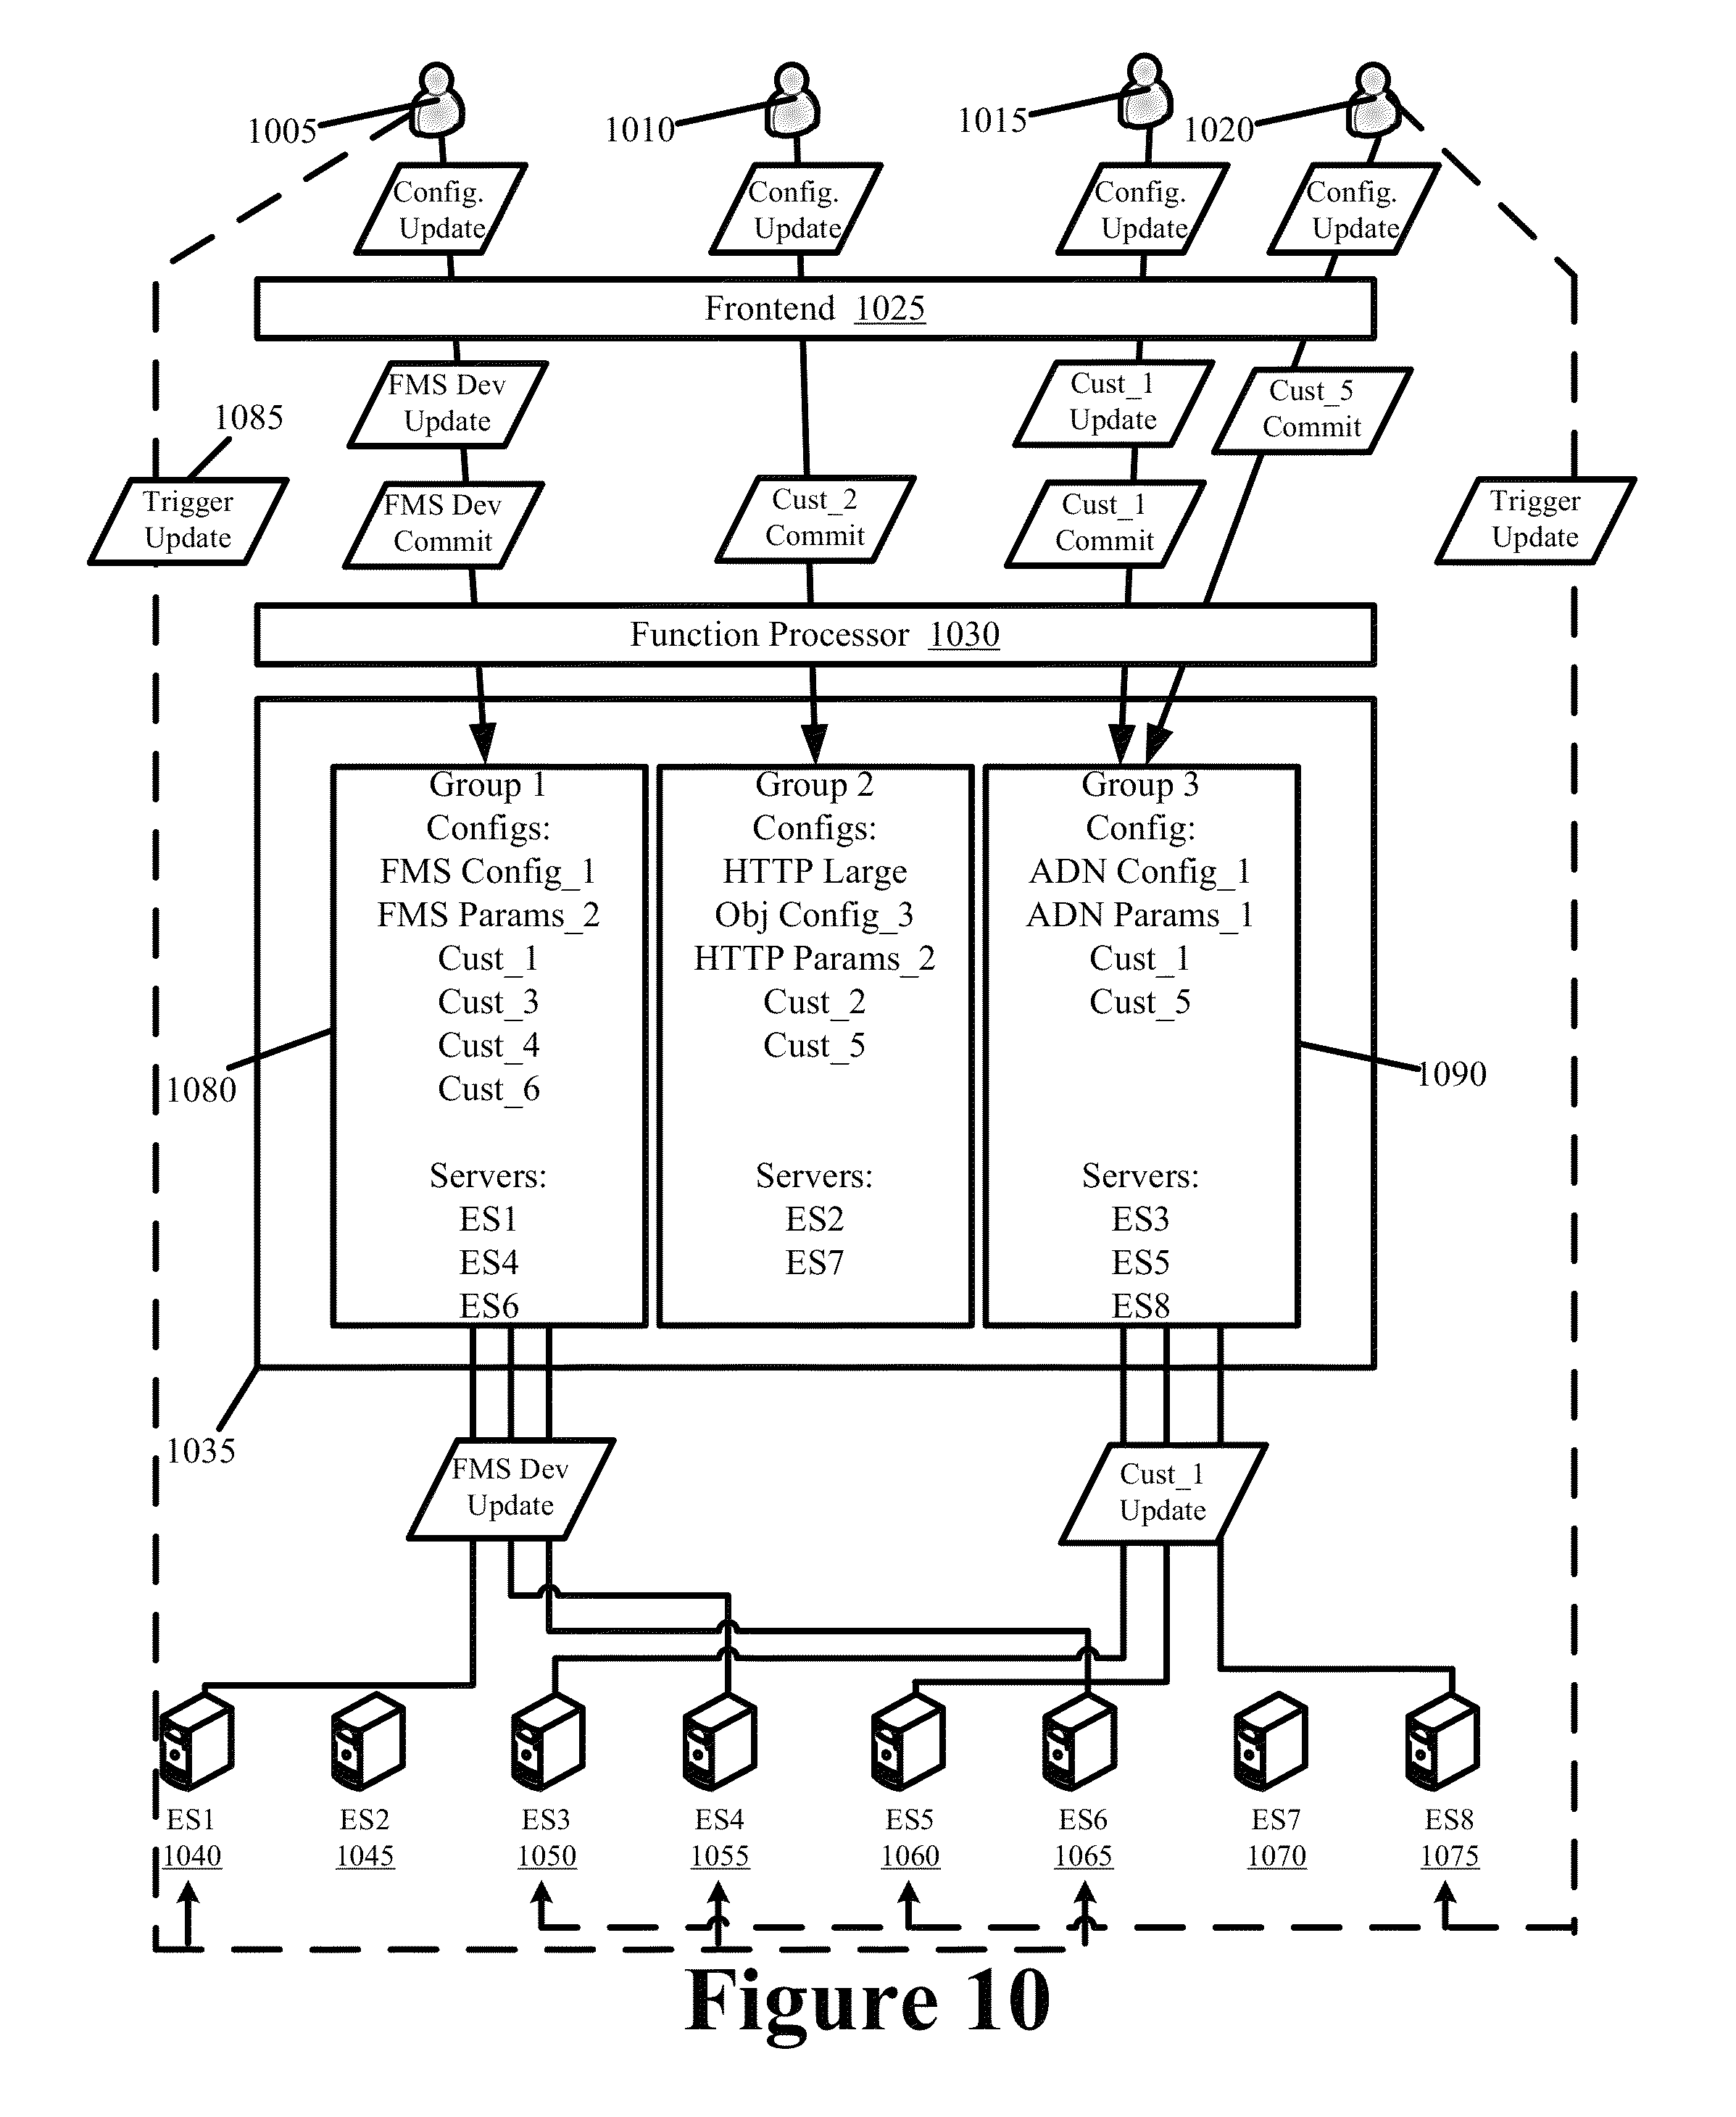 1005
1010
1015
1020
Config.
Update
Config.
Update
Config.
Update
Config.
Update
Frontend 1025
FMS Dev
Update
Cust_1
Update
Cust_5
Commit
1085
Trigger
Update
FMS Dev
Commit
Cust_2
Commit
Cust_1
Commit
Trigger
Update
Function Processor 1030
Group 1
Configs:
FMS Config_1
FMS Params_2
Cust_1
Cust_3
Cust_4
Cust_6
Servers:
ES1
ES4
ES6
Group 2
Configs:
HTTP Large
Obj Config_3
HTTP Params_2
Cust_2
Cust_5
Servers:
ES2
ES7
Group 3
Config:
ADN Config_1
ADN Params_1
Cust_1
Cust_5
Servers:
ES3
ES5
ES8
1080
1090
1035
FMS Dev
Update
Cust_1
Update
ES1
1040
ES2
1045
ES3
1050
ES4
1055
ES5
1060
ES6
1065
ES7
1070
ES8
1075
Figure 10